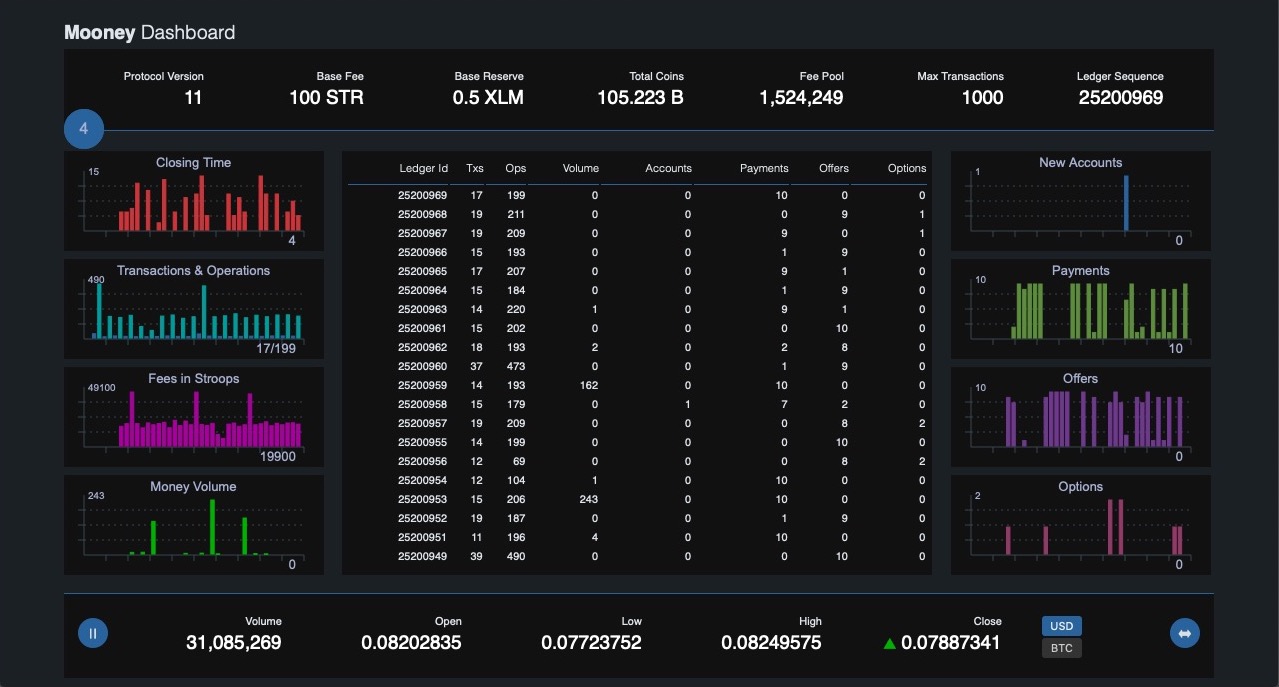 Mooney Dashboard
Protocol Version Base Fee Base Reserve Total Coins Fee Pool Max Transactions Ledger Sequence
11 100 STR 0.5 XLM 105.223 B 1,524,249 1000 25200969
4
Closing Time
15
4
Transactions & Operations
490
17/199
Fees in Stroops
49100
19900
Money Volume
243
0
Ledger Id Txs Ops Volume Accounts Payments Offers Options
25200969 17 199 0 0 10 0 0
25200968 19 211 0 0 0 9 1
25200967 19 209 0 0 9 0 1
25200966 15 193 0 0 1 9 0
25200965 17 207 0 0 9 1 0
25200964 15 184 0 0 1 9 0
25200963 14 220 1 0 9 1 0
25200961 15 202 0 0 0 10 0
25200962 18 193 2 0 2 8 0
25200960 37 473 0 0 1 9 0
25200959 14 193 162 0 10 0 0
25200958 15 179 0 1 7 2 0
25200957 19 209 0 0 0 8 2
25200955 14 199 0 0 0 10 0
25200956 12 69 0 0 0 8 2
25200954 12 104 1 0 10 0 0
25200953 15 206 243 0 10 0 0
25200952 19 187 0 0 1 9 0
25200951 11 196 4 0 10 0 0
25200949 39 490 0 0 0 10 0
New Accounts
1
0
Payments
10
10
Offers
10
0
Options
2
0
Volume Open Low High Close
31,085,269 0.08202835 0.07723752 0.08249575 ▲ 0.07887341
USD
BTC